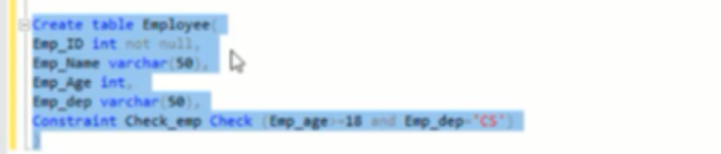 Create table Employee(
Emp_ID int not null,
Emp_Name varchar(50),
Emp_Age int,
Emp_dep varchar(50),
Constraint Check_emp Check (Emp_age>=18 and Emp_dep='CS')
)